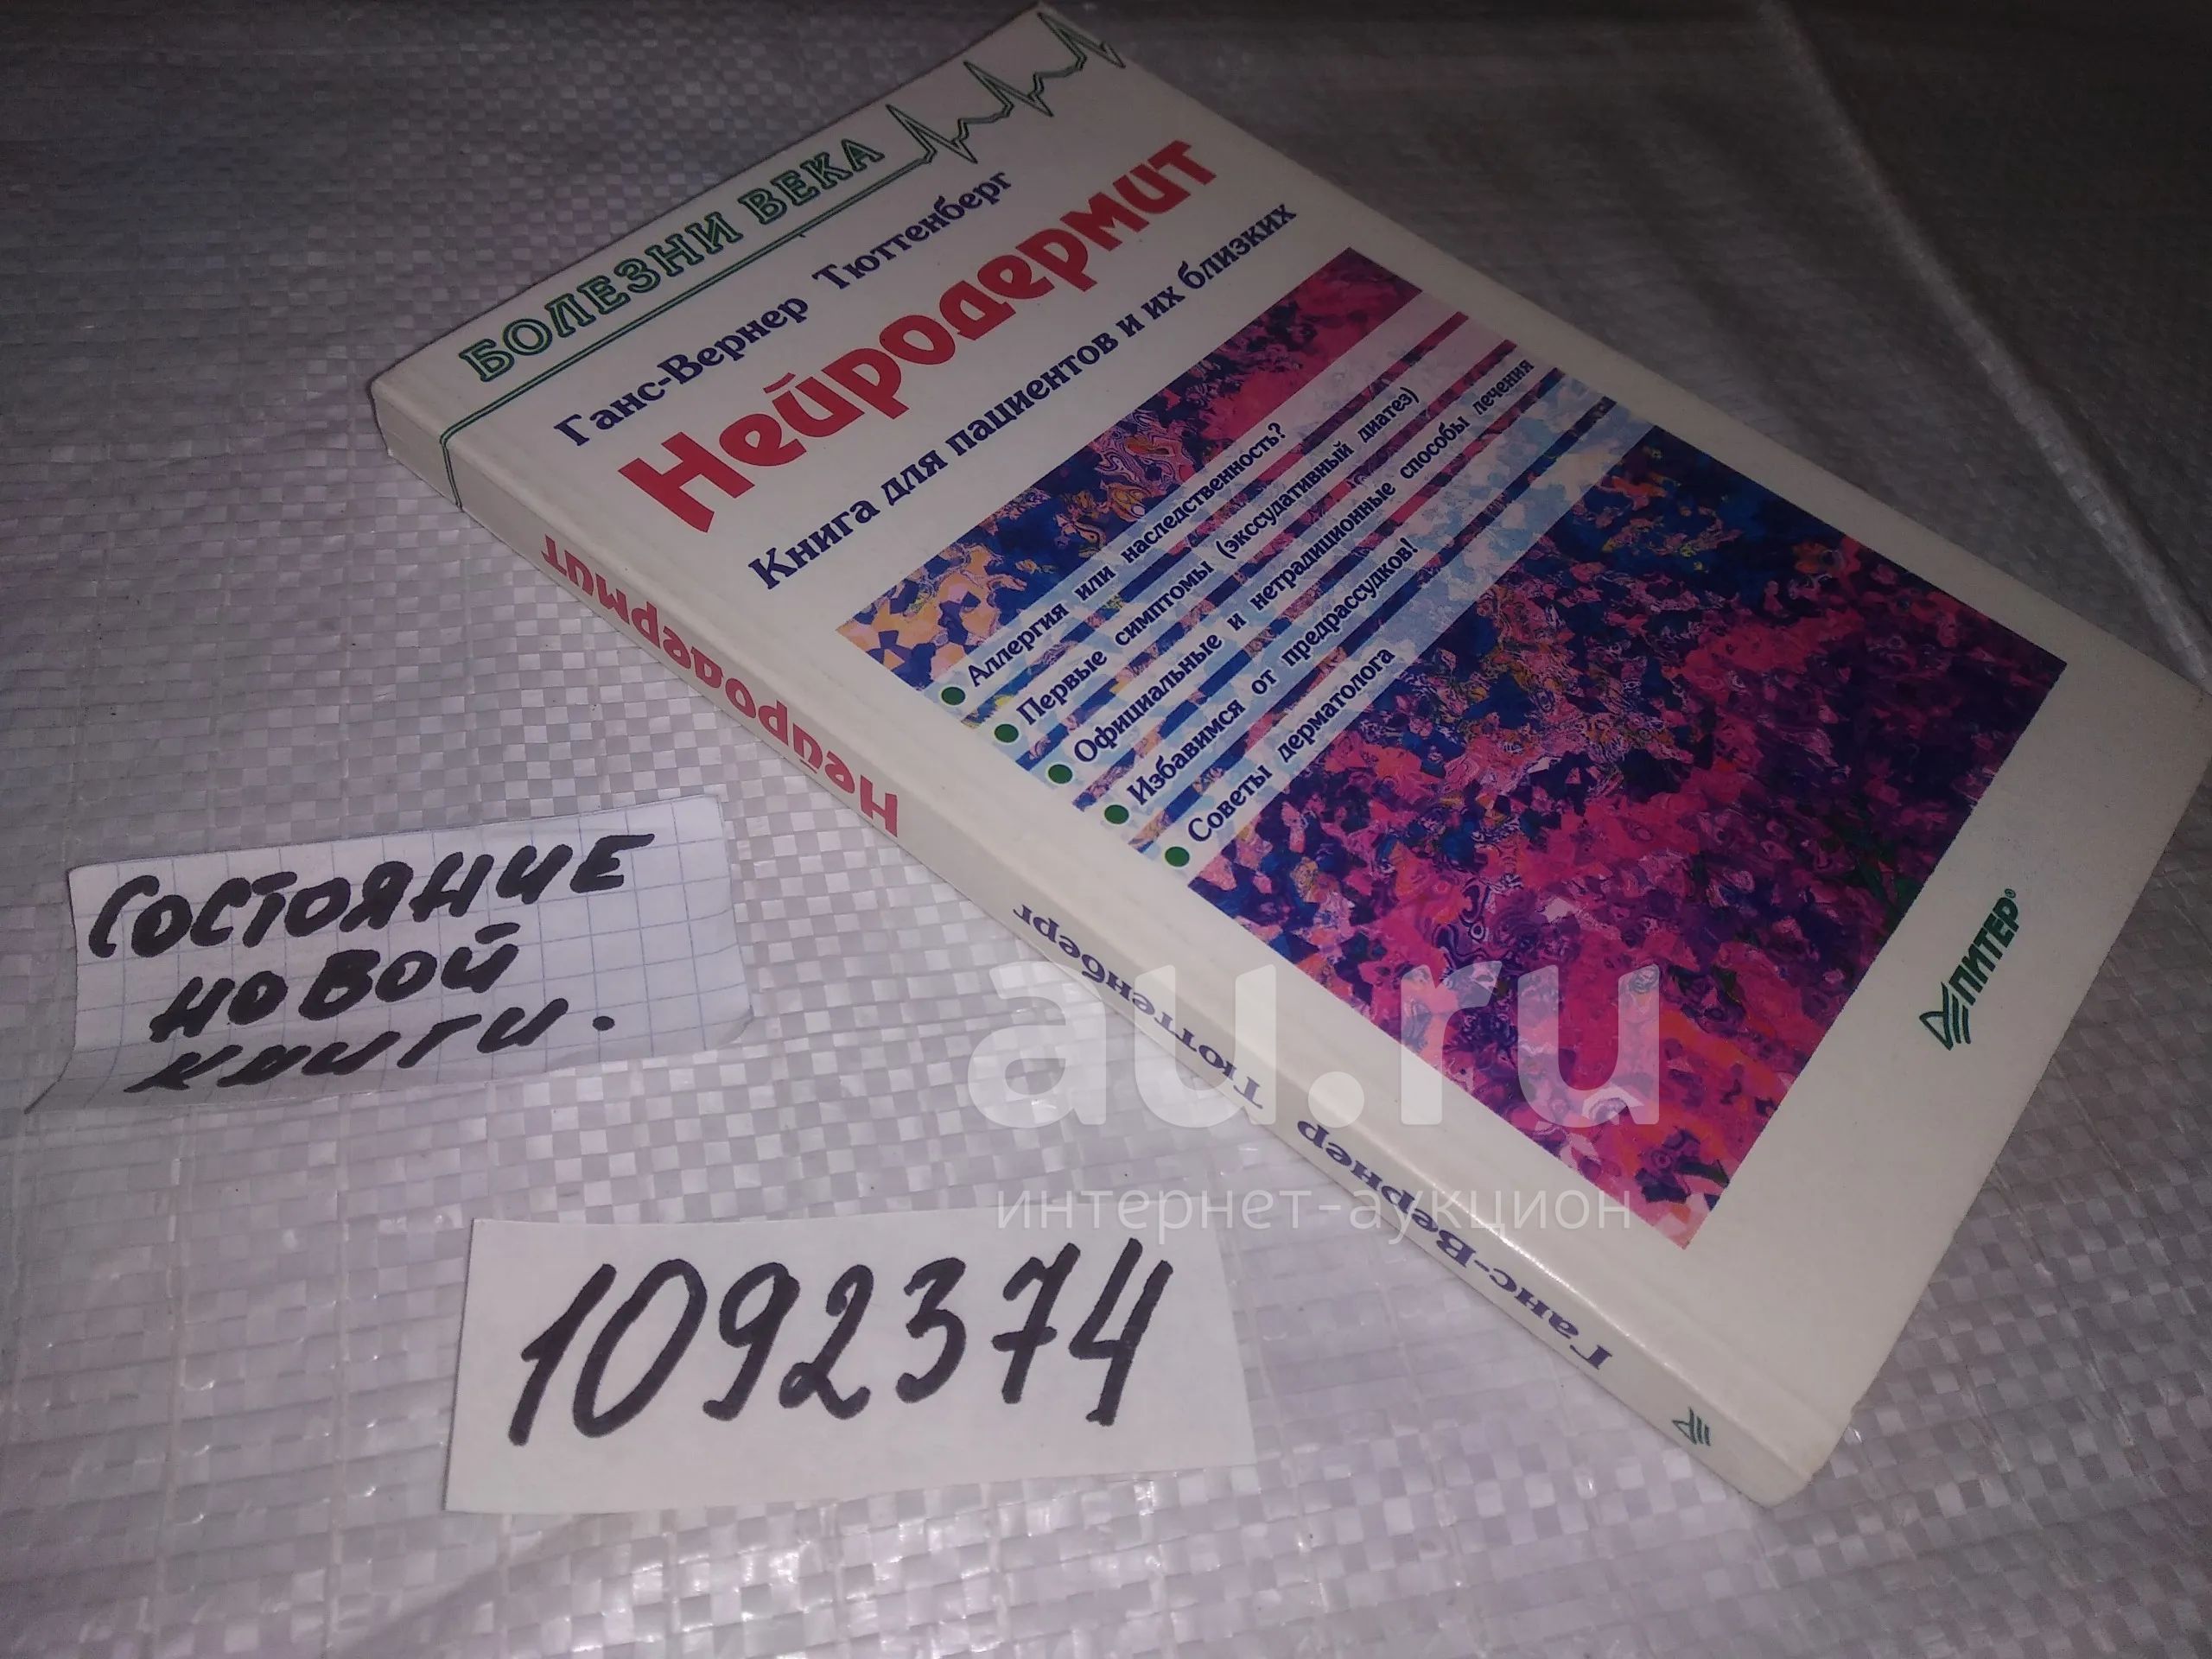 БОЛЕЗНИ ВЕКА
Ганс-Вернер Тюттенберг
Нейродермит
Книга для пациентов и их близких
Аллергия или наследственность?
Первые симптомы (экссудативный диатез)
Официальные и нетрадиционные способы лечения
Избавимся от предрассудков!
Советы дерматолога
ПИТЕР®
Нейродермит
Ганс-Вернер Тюттенберг
СОСТОЯНИЕ
НОВОЙ
КНИГИ.
1092374
au.ru
интернет-аукцион